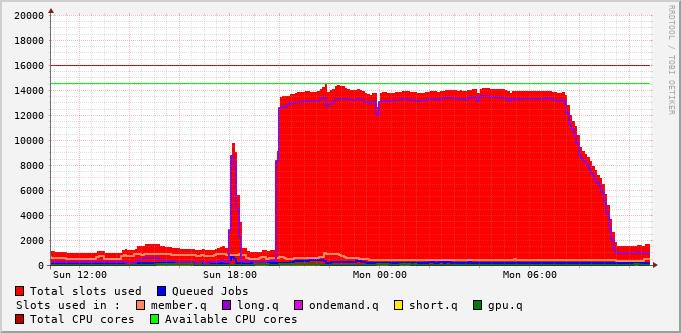 20000
18000
16000
14000
12000
10000
8000
6000
4000
2000
0
Sun 12:00 Sun 18:00 Mon 00:00 Mon 06:00
RRDTOOL / TOBI OETIKER
Total slots used Queued Jobs
Slots used in : member.q long.q ondemand.q short.q gpu.q
Total CPU cores Available CPU cores